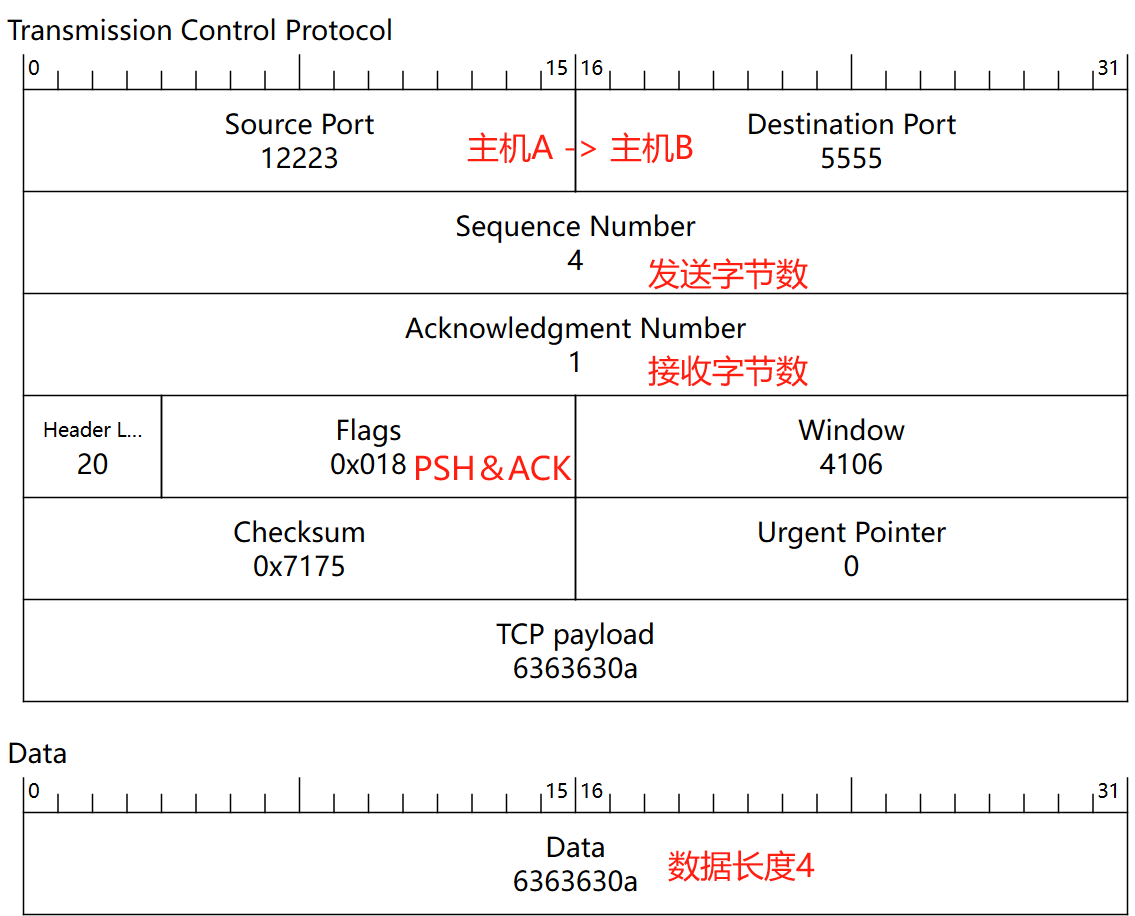 Transmission Control Protocol
0 15 16 31
Source Port
12223
主机A -> 主机B
Destination Port
5555
Sequence Number
4
发送字节数
Acknowledgment Number
1
接收字节数
Header L...
20
Flags
0x018 PSH&ACK
Window
4106
Checksum
0x7175
Urgent Pointer
0
TCP payload
6363630a
Data
0 15 16 31
Data
6363630a
数据长度4